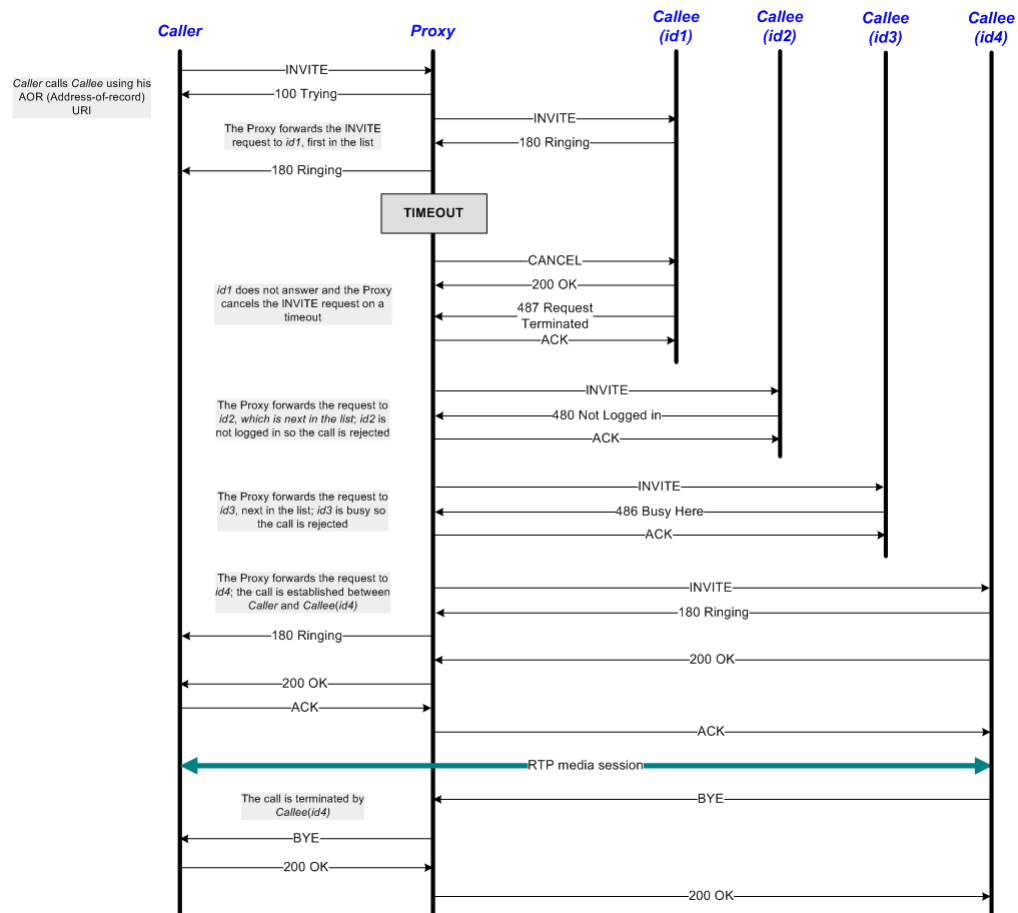 Caller
Proxy
Callee
(id1)
Callee
(id2)
Callee
(id3)
Callee
(id4)
INVITE
Caller calls Callee using his
AOR (Address-of-record)
URI
100 Trying
INVITE
The Proxy forwards the INVITE
request to id1, first in the list
180 Ringing
180 Ringing
TIMEOUT
CANCEL
200 OK
id1 does not answer and the Proxy
cancels the INVITE request on a
timeout
487 Request
Terminated
ACK
INVITE
The Proxy forwards the request to
id2, which is next in the list; id2 is
not logged in so the call is rejected
480 Not Logged in
ACK
INVITE
The Proxy forwards the request to
id3, next in the list; id3 is busy so
the call is rejected
486 Busy Here
ACK
The Proxy forwards the request to
id4; the call is established between
Caller and Callee(id4)
INVITE
180 Ringing
180 Ringing
200 OK
200 OK
ACK
ACK
RTP media session
The call is terminated by
Callee(id4)
BYE
BYE
200 OK
200 OK